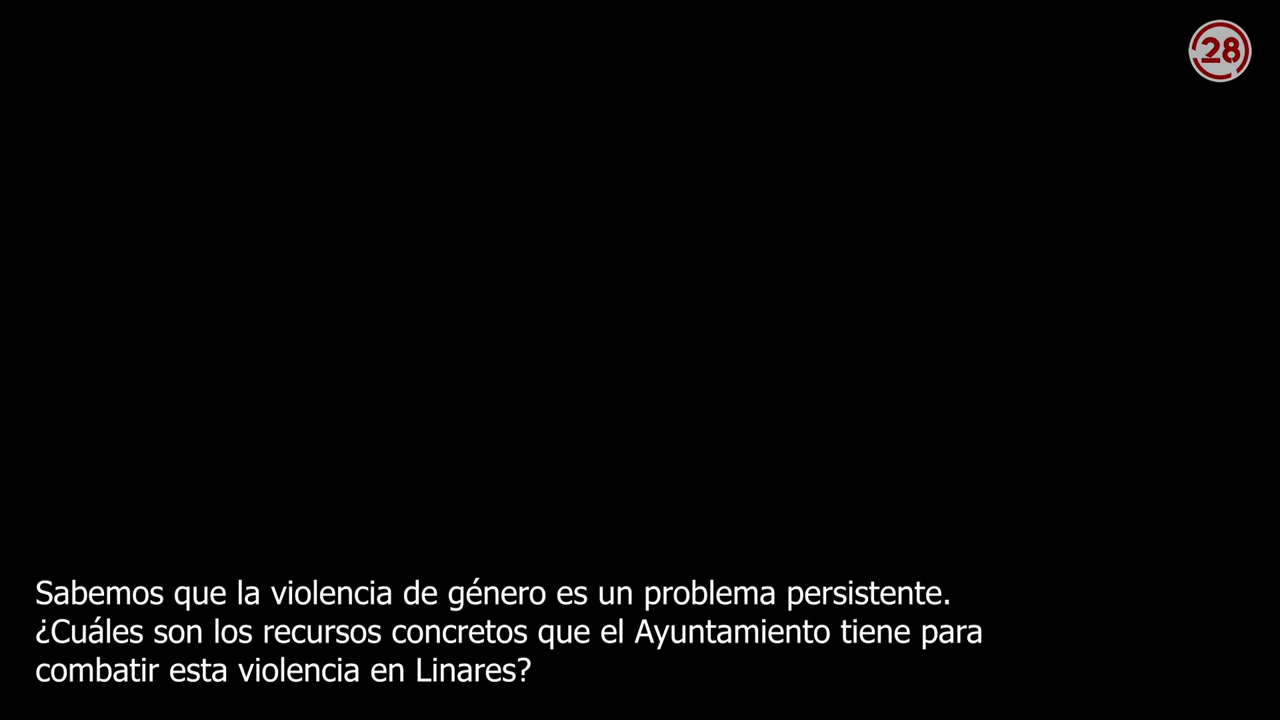 28
Sabemos que la violencia de género es un problema persistente.
¿Cuáles son los recursos concretos que el Ayuntamiento tiene para
combatir esta violencia en Linares?